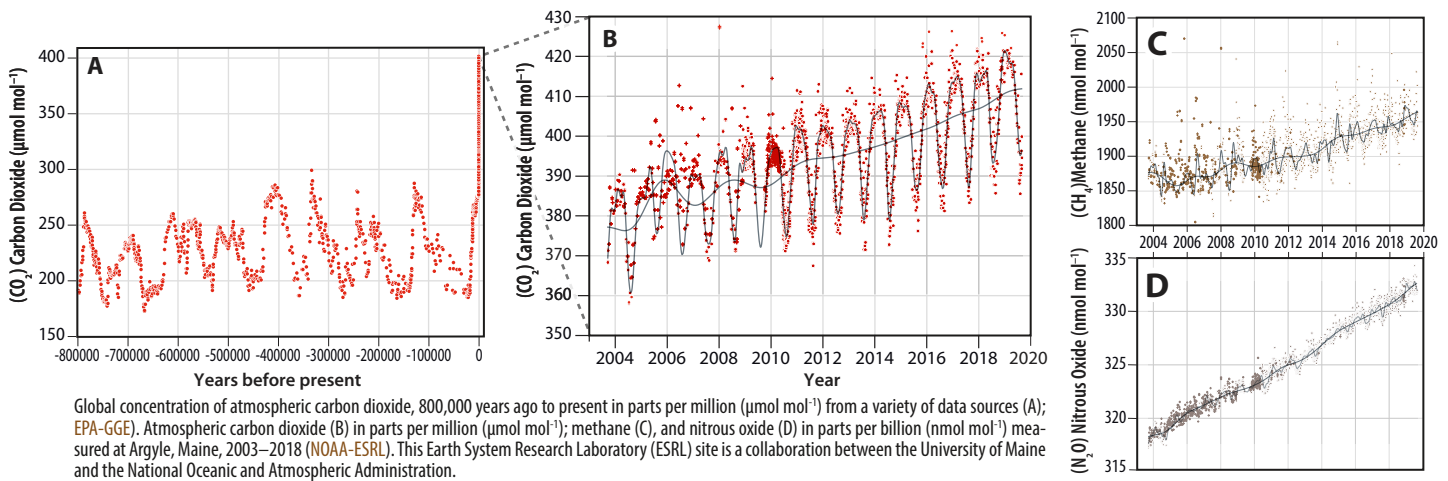 A
(CO2) Carbon Dioxide (μmol mol–1)
400
350
300
250
200
150
-800000 -700000 -600000 -500000 -400000 -300000 -200000 -100000 0
Years before present
B
(CO2) Carbon Dioxide (μmol mol–1)
430
420
410
400
390
380
370
360
350
2004 2006 2008 2010 2012 2014 2016 2018 2020
Year
C
(CH4))Methane (nmol mol–1)
2100
2050
2000
1950
1900
1850
1800
2004 2006 2008 2010 2012 2014 2016 2018 2020
D
(N2O) Nitrous Oxide (nmol mol–1)
335
330
325
320
315
Global concentration of atmospheric carbon dioxide, 800,000 years ago to present in parts per million (μmol mol-1) from a variety of data sources (A);
EPA-GGE). Atmospheric carbon dioxide (B) in parts per million (μmol mol-1); methane (C), and nitrous oxide (D) in parts per billion (nmol mol-1) mea-
sured at Argyle, Maine, 2003–2018 (NOAA-ESRL). This Earth System Research Laboratory (ESRL) site is a collaboration between the University of Maine
and the National Oceanic and Atmospheric Administration.